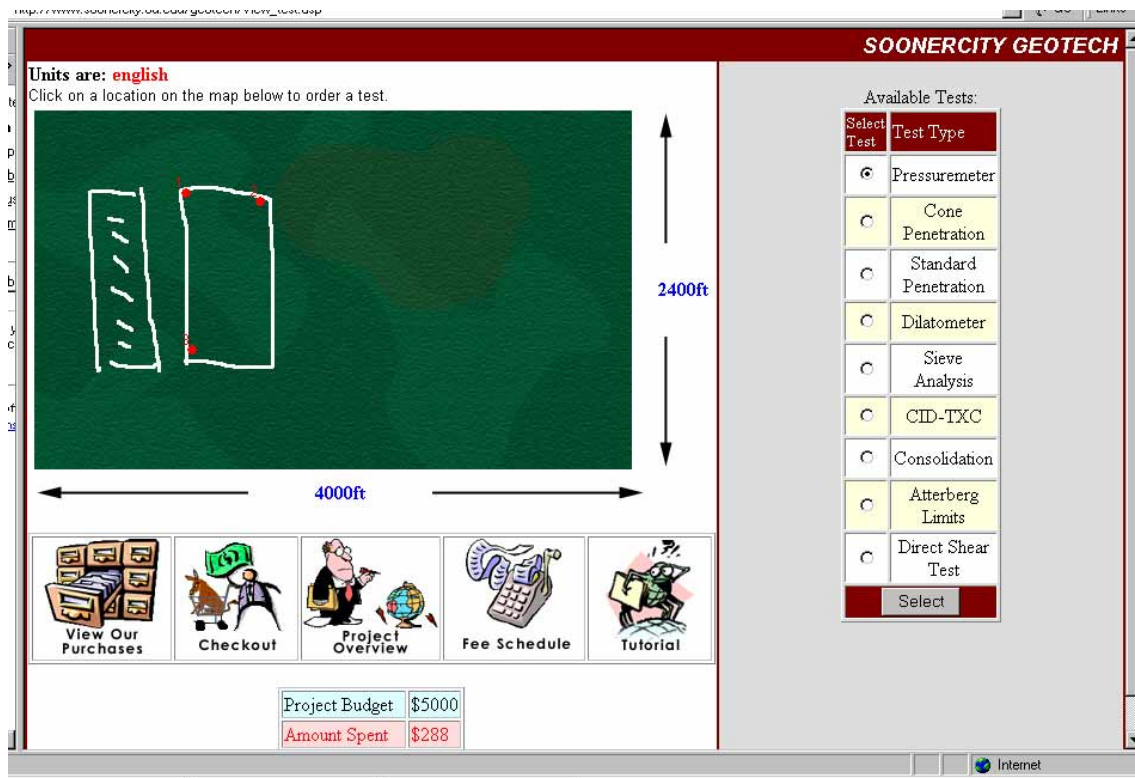 SOONERCITY GEOTECH
Units are: english
Click on a location on the map below to order a test.
2400ft
4000ft
View Our
Purchases
Checkout
Project
Overview
Fee Schedule
Tutorial
Project Budget $5000
Amount Spent $288
Available Tests:
Select
Test
Test Type
Pressuremeter
Cone
Penetration
Standard
Penetration
Dilatometer
Sieve
Analysis
CID-TXC
Consolidation
Atterberg
Limits
Direct Shear
Test
Select
Internet